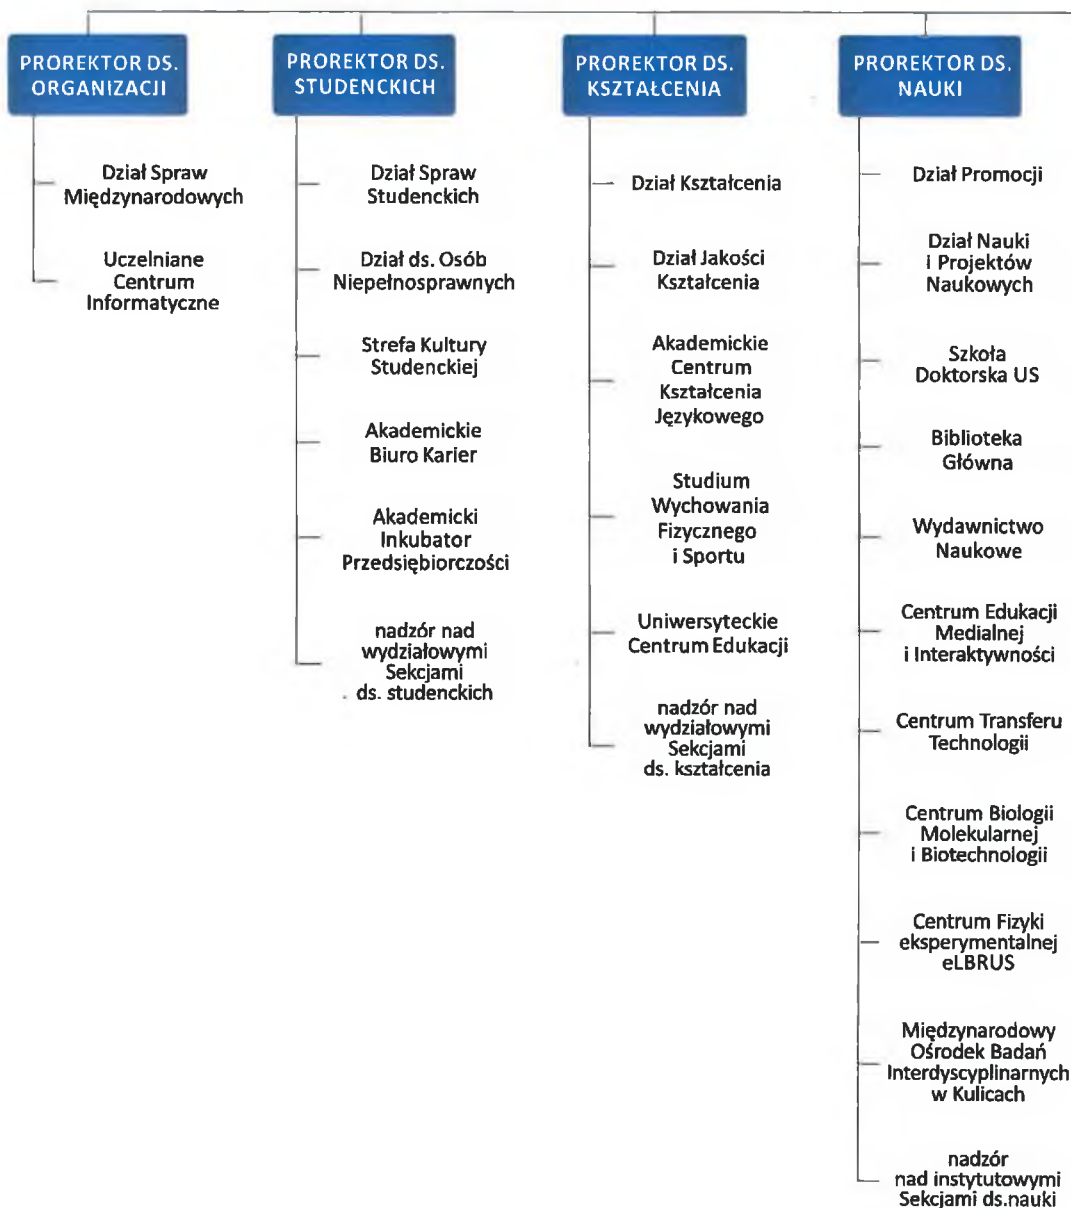 PROREKTOR DS.
ORGANIZACJI
Dział Spraw
Międzynarodowych
Uczelniane
Centrum
Informatyczne
PROREKTOR DS.
STUDENCKICH
Dział Spraw
Studenckich
Dział ds. Osób
Niepełnosprawnych
Strefa Kultury
Studenckiej
Akademickie
Biuro Karier
Akademicki
Inkubator
Przedsiębiorczości
nadzór nad
wydziałowymi
Sekcjami
ds. studenckich
PROREKTOR DS.
KSZTAŁCENIA
Dział Kształcenia
Dział Jakości
Kształcenia
Akademickie
Centrum
Kształcenia
Językowego
Studium
Wychowania
Fizycznego
i Sportu
Uniwersyteckie
Centrum Edukacji
nadzór nad
wydziałowymi
Sekcjami
ds. kształcenia
PROREKTOR DS.
NAUKI
Dział Promocji
Dział Nauki
i Projektów
Naukowych
Szkoła
Doktorska US
Biblioteka
Główna
Wydawnictwo
Naukowe
Centrum Edukacji
Medialnej
i Interaktywności
Centrum Transferu
Technologii
Centrum Biologii
Molekularnej
i Biotechnologii
Centrum Fizyki
eksperymentalnej
eLBRUS
Międzynarodowy
Ośrodek Badań
Interdyscyplinarnych
w Kulicach
nadzór
nad instytutowymi
Sekcjami ds.nauki